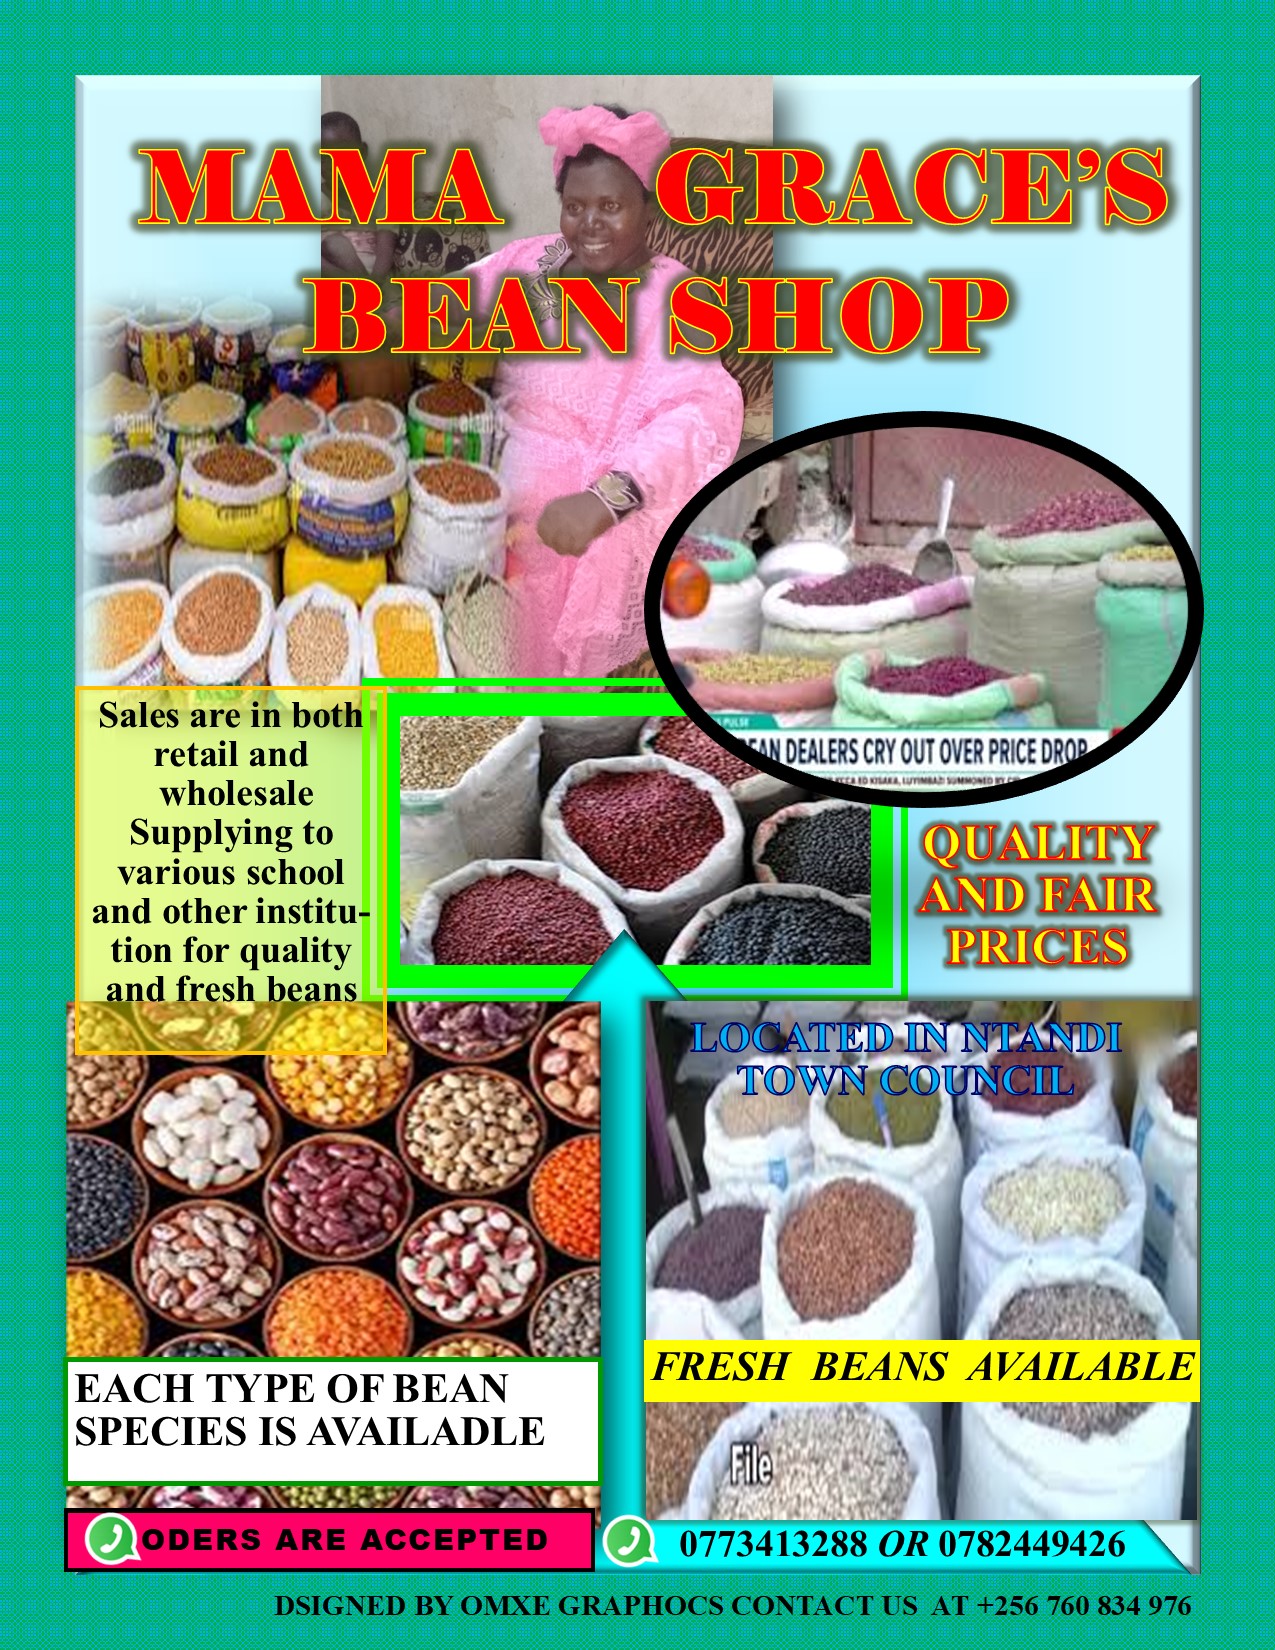 MAMA GRACE'S
BEAN SHOP
DEALERS CRY OUT OVER PRICE DROP
Sales are in both
retail and
wholesale
Supplying to
various school
and other institu-
tion for quality
and fresh beans
QUALITY
AND FAIR
PRICES
LOCATED IN NTANDI
TOWN COUNCIL
FRESH BEANS AVAILABLE
EACH TYPE OF BEAN
SPECIES IS AVAILADLE
File
ODERS ARE ACCEPTED
0773413288 OR 0782449426
DSIGNED BY OMXE GRAPHOCS CONTACT US AT +256 760 834 976